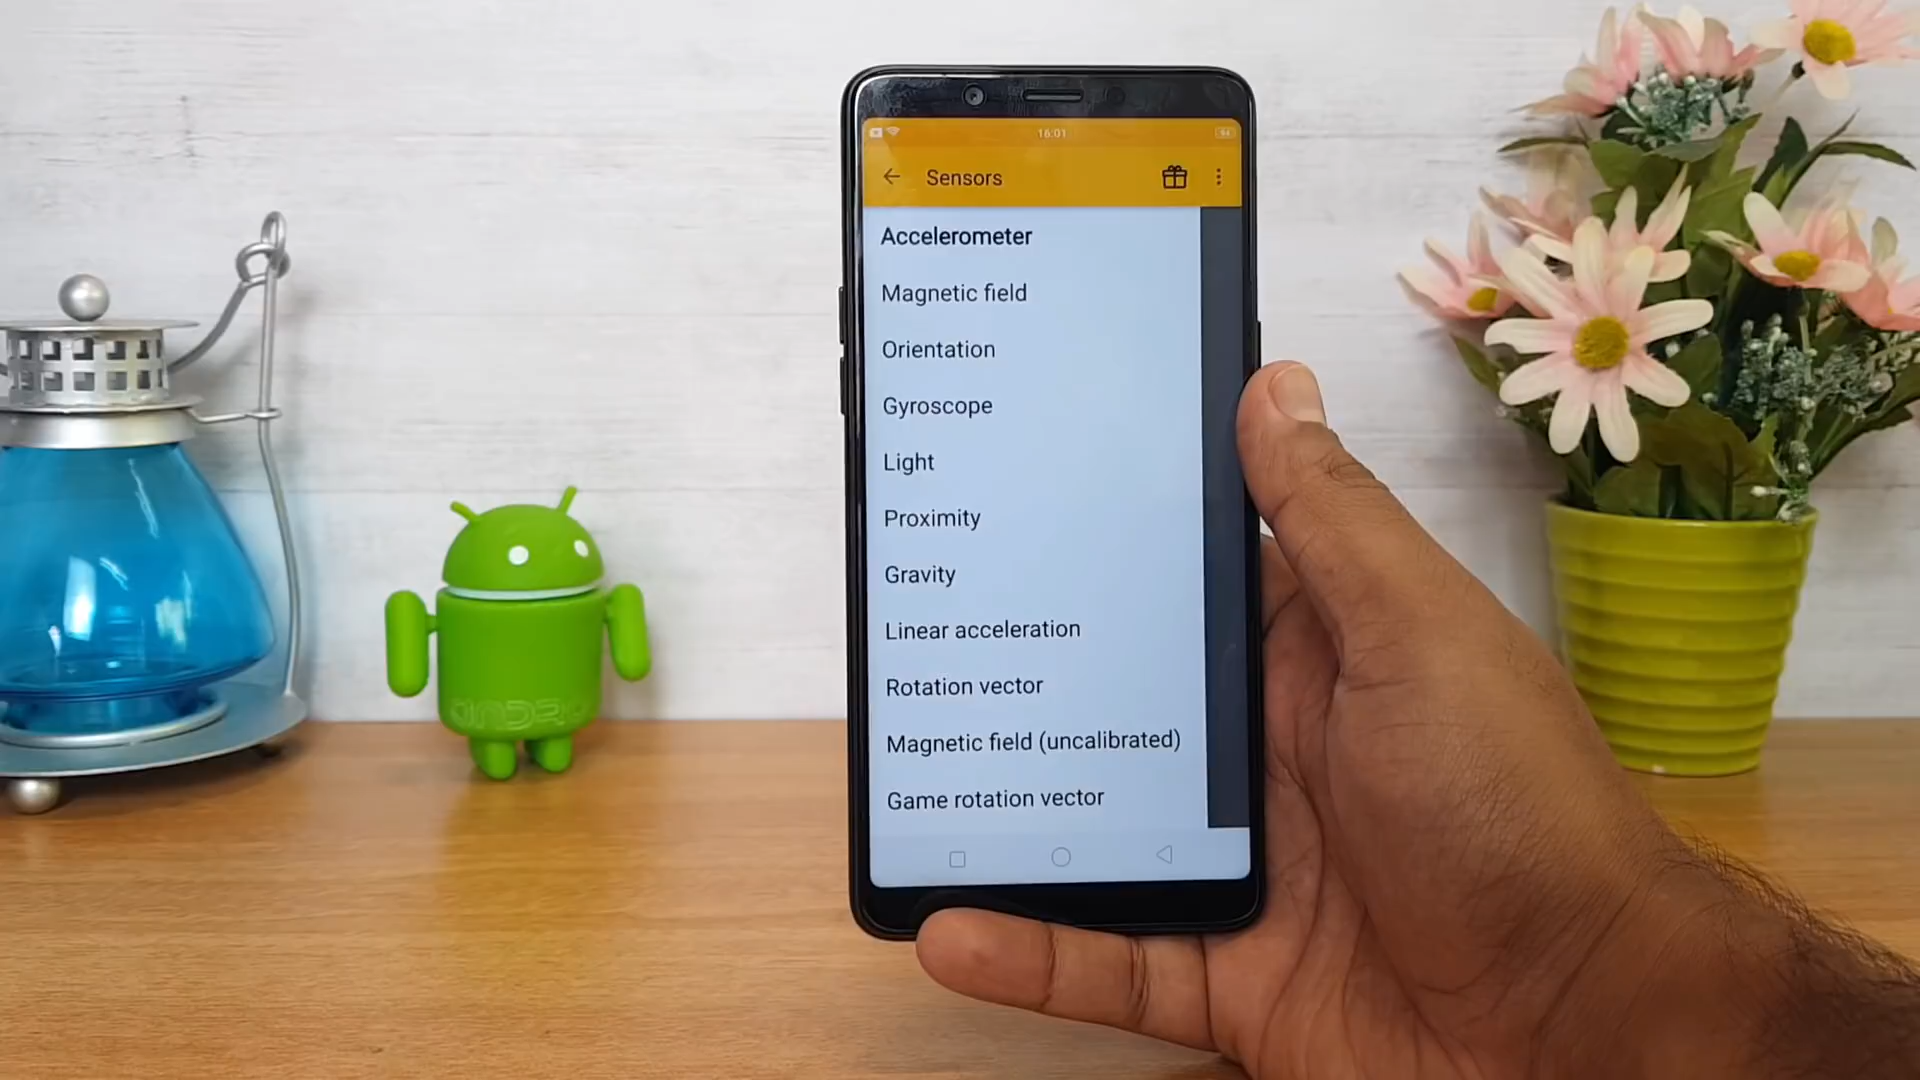 16:01
94
Sensors
Accelerometer
Magnetic field
Orientation
Gyroscope
Light
Proximity
Gravity
Linear acceleration
Rotation vector
Magnetic field (uncalibrated)
Game rotation vector